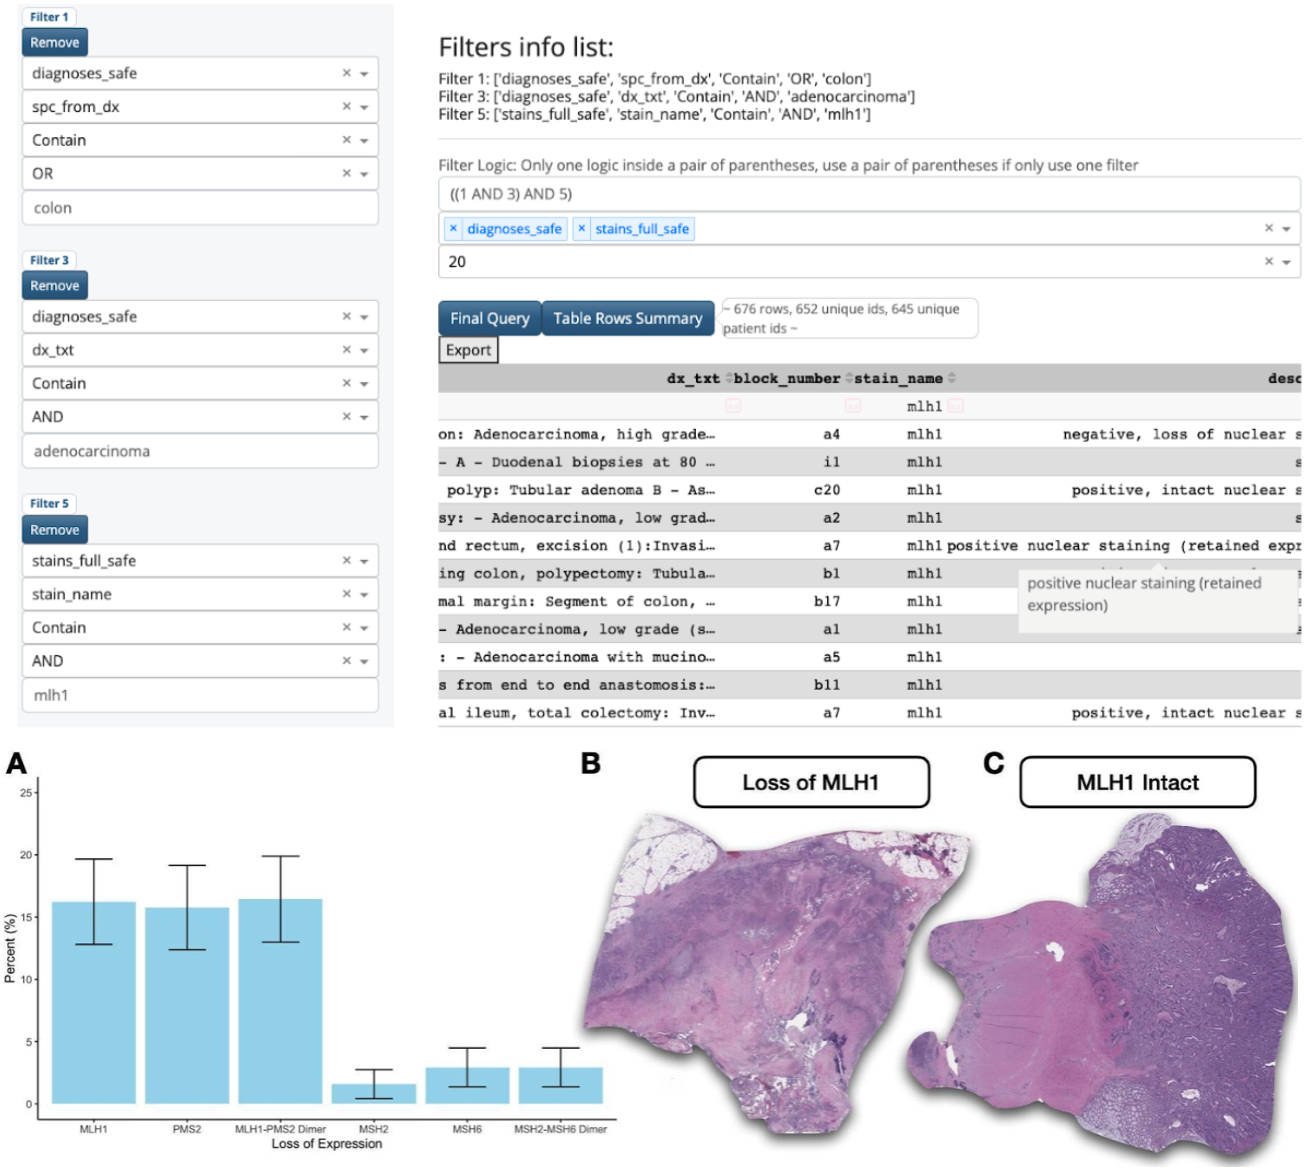 Filter 1
Remove
diagnoses_safe
spc_from_dx
Contain
OR
colon
Filter 3
Remove
diagnoses_safe
dx_txt
Contain
AND
adenocarcinoma
Filter 5
Remove
stains_full_safe
stain_name
Contain
AND
mlh1
Filters info list:
Filter 1: ['diagnoses_safe', 'spc_from_dx', 'Contain', 'OR', 'colon']
Filter 3: ['diagnoses_safe', 'dx_txt', 'Contain', 'AND', 'adenocarcinoma']
Filter 5: ['stains_full_safe', 'stain_name', 'Contain', 'AND', 'mlh1']
Filter Logic: Only one logic inside a pair of parentheses, use a pair of parentheses if only use one filter
((1 AND 3) AND 5)
× diagnoses_safe × stains_full_safe
20
Final Query Table Rows Summary
~ 676 rows, 652 unique ids, 645 unique
patient ids ~
Export
dx_txt block_number stain_name desc
mlh1
on: Adenocarcinoma, high grade… a4 mlh1 negative, loss of nuclear s
- A - Duodenal biopsies at 80 … i1 mlh1 s
polyp: Tubular adenoma B - As… c20 mlh1 positive, intact nuclear s
sy: - Adenocarcinoma, low grad… a2 mlh1 s
nd rectum, excision (1):Invasi… a7 mlh1 positive nuclear staining (retained expr
ing colon, polypectomy: Tubula… b1 mlh1
positive nuclear staining (retained
expression)
mal margin: Segment of colon, … b17 mlh1
- Adenocarcinoma, low grade (s… a1 mlh1
: - Adenocarcinoma with mucino… a5 mlh1
s from end to end anastomosis:… b11 mlh1
al ileum, total colectomy: Inv… a7 mlh1 positive, intact nuclear s
A
25
20
15
10
5
0
Percent (%)
MLH1 PMS2 MLH1-PMS2 Dimer MSH2 MSH6 MSH2-MSH6 Dimer
Loss of Expression
B
Loss of MLH1
C
MLH1 Intact